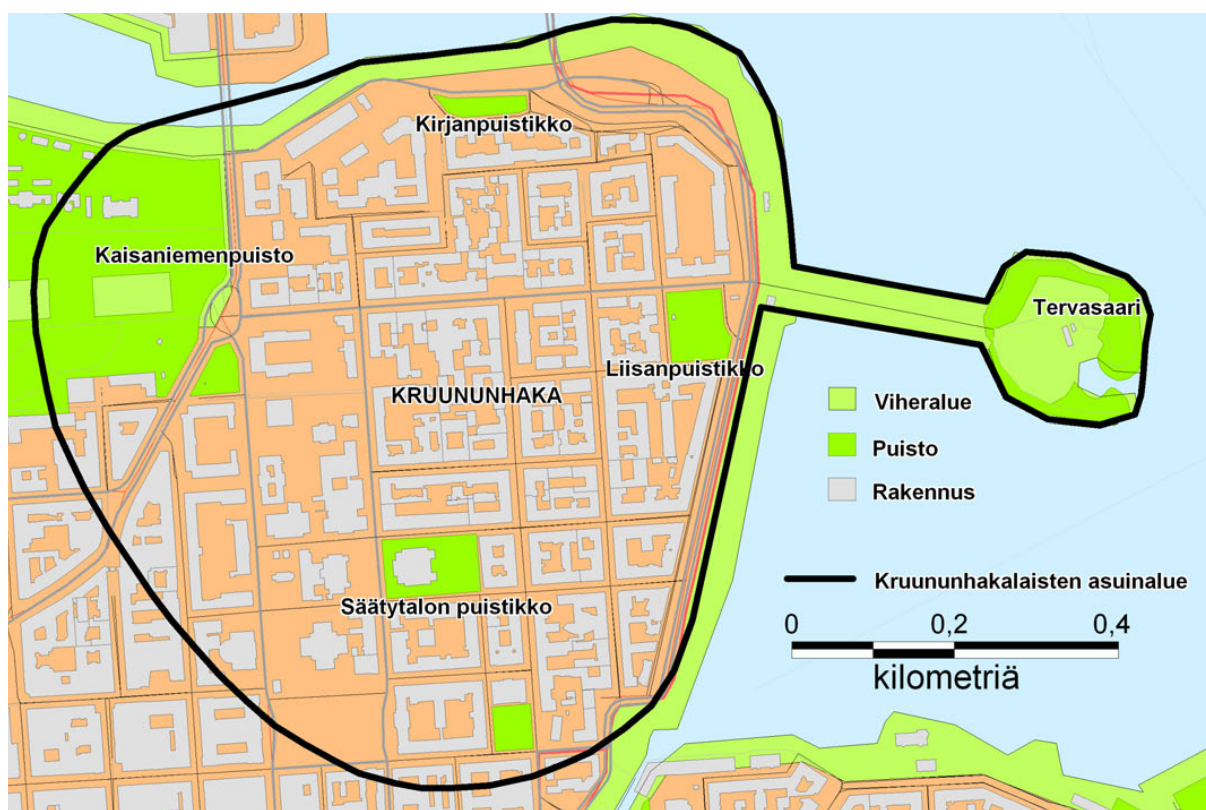 Kirjanpuistikko
Kaisaniemenpuisto
Tervasaari
Liisanpuistikko
KRUUNUNHAKA
Viheralue
Puisto
Rakennus
Kruununhakalaisten asuinalue
Säätytalon puistikko
0 0,2 0,4
kilometriä